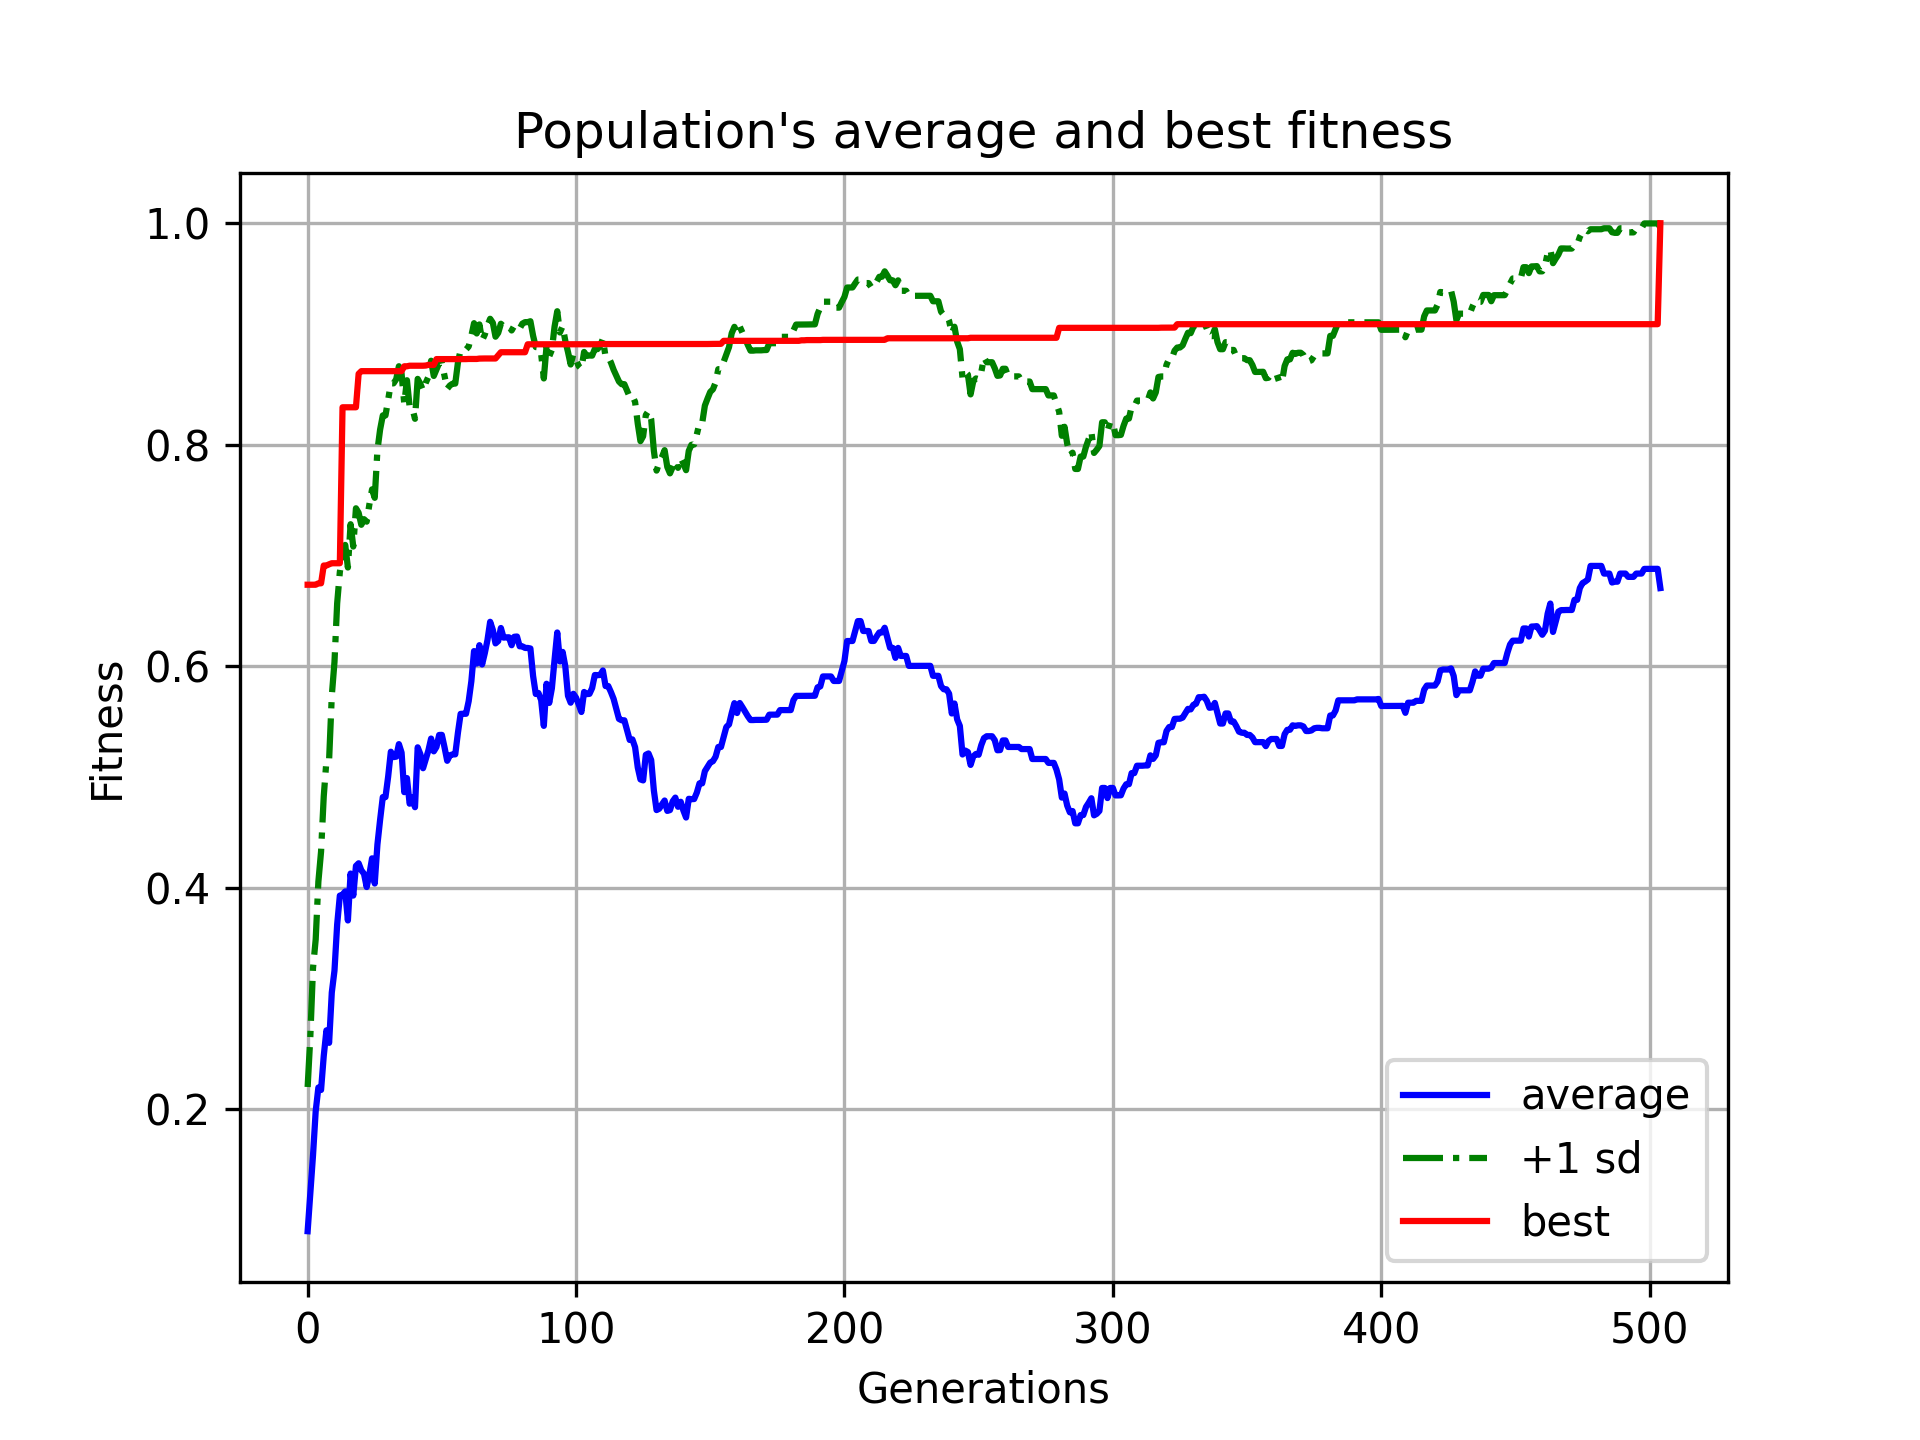 Population's average and best fitness
1.0
0.8
0.6
0.4
0.2
Fitness
0 100 200 300 400 500
Generations
average
+1 sd
best